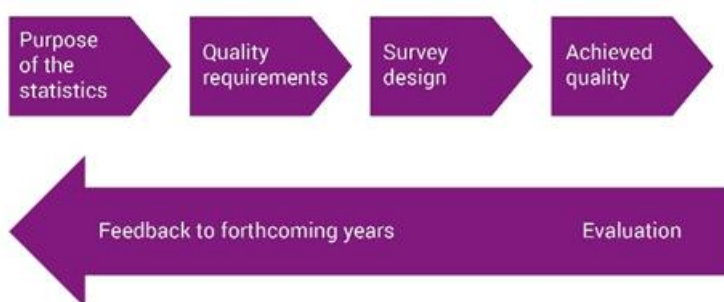 Purpose
of the
statistics
Quality
requirements
Survey
design
Achieved
quality
Feedback to forthcoming years
Evaluation